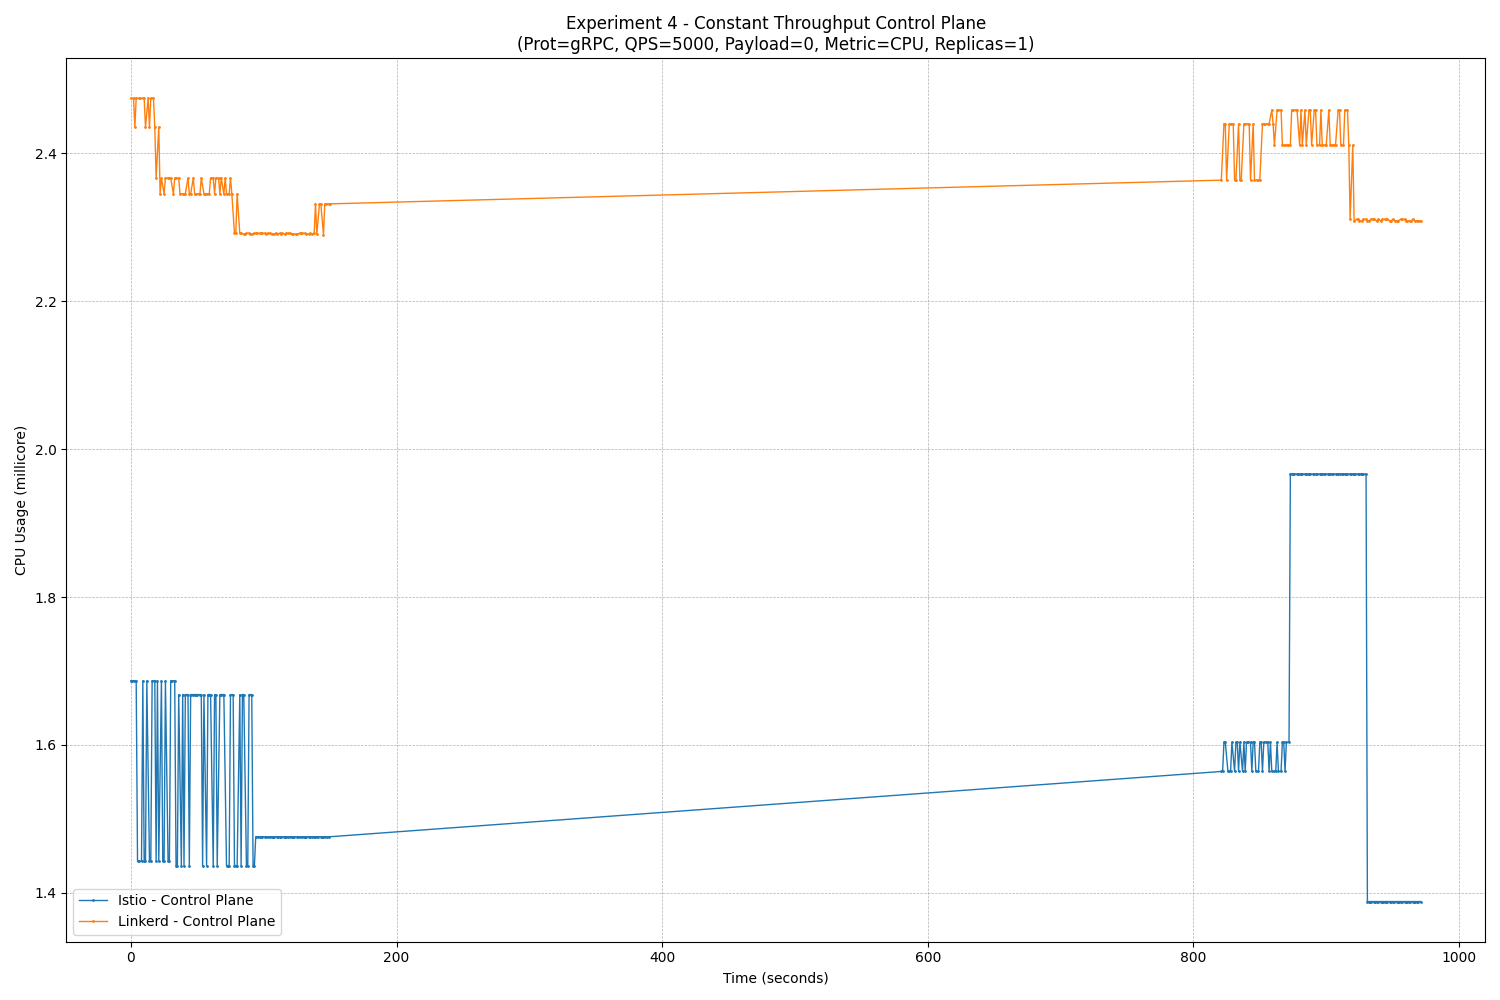 Experiment 4 - Constant Throughput Control Plane
(Prot=gRPC, QPS=5000, Payload=0, Metric=CPU, Replicas=1)
CPU Usage (millicore)
2.4
2.2
2.0
1.8
1.6
1.4
Istio - Control Plane
Linkerd - Control Plane
0
200
400
600
800
1000
Time (seconds)